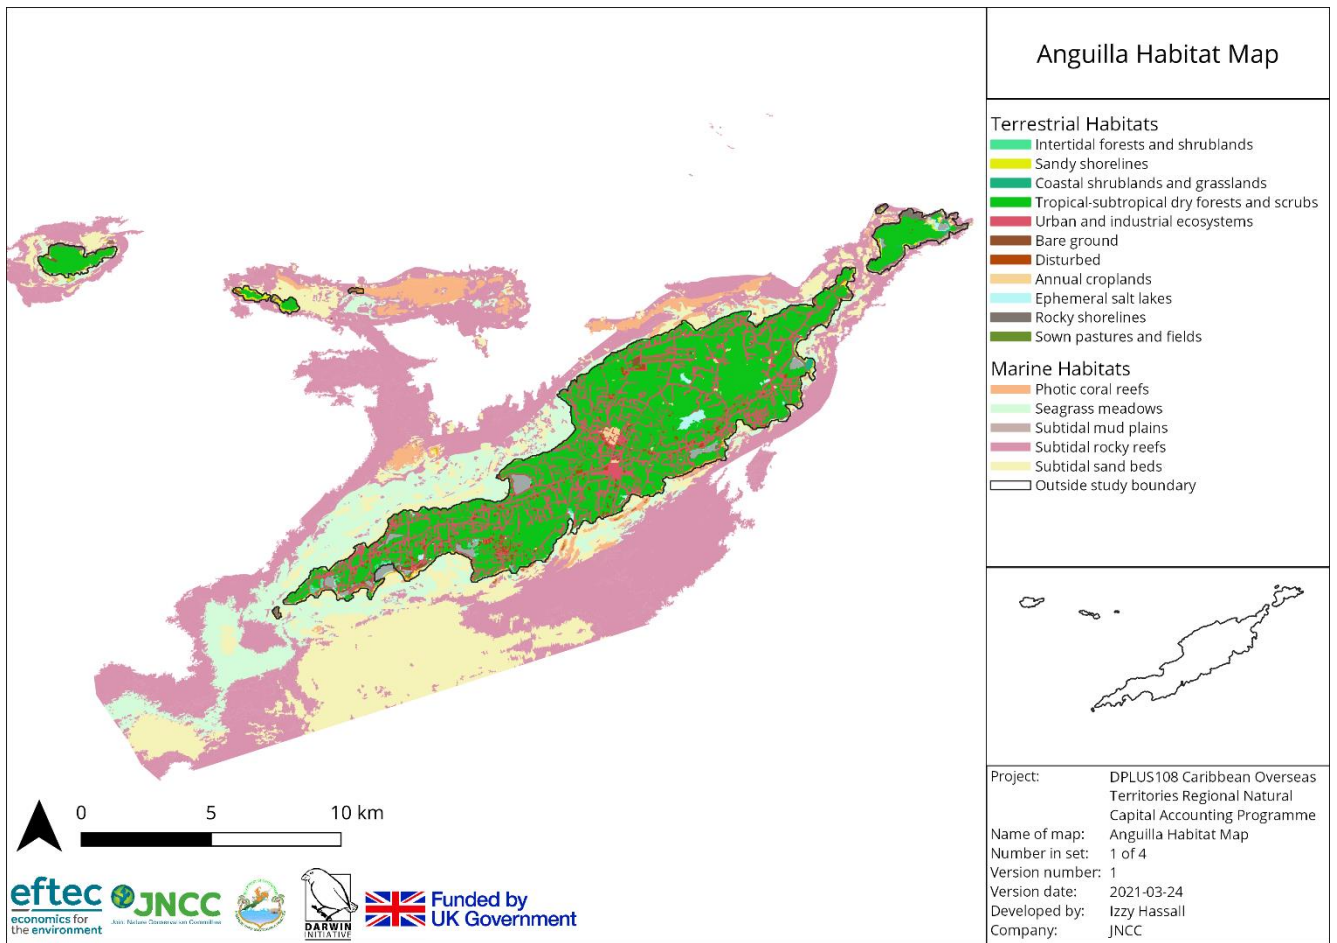 Anguilla Habitat Map
Terrestrial Habitats
Intertidal forests and shrublands
Sandy shorelines
Coastal shrublands and grasslands
Tropical-subtropical dry forests and scrubs
Urban and industrial ecosystems
Bare ground
Disturbed
Annual croplands
Ephemeral salt lakes
Rocky shorelines
Sown pastures and fields
Marine Habitats
Photic coral reefs
Seagrass meadows
Subtidal mud plains
Subtidal rocky reefs
Subtidal sand beds
Outside study boundary
Project: DPLUS108 Caribbean Overseas
Territories Regional Natural
Capital Accounting Programme
Name of map: Anguilla Habitat Map
Number in set: 1 of 4
Version number: 1
Version date: 2021-03-24
Developed by: Izzy Hassall
Company: JNCC
0 5 10 km
eftec
economics for
the environment
JNCC
Joint Nature Conservation Committee
DARWIN
INITIATIVE
Funded by
UK Government